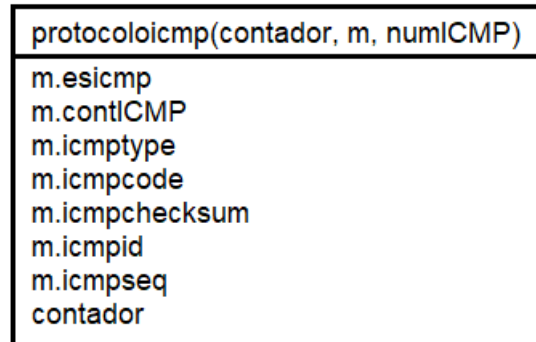 protocoloicmp(contador, m, numICMP)
m.esicmp
m.contICMP
m.icmptype
m.icmpcode
m.icmpchecksum
m.icmpid
m.icmpseq
contador